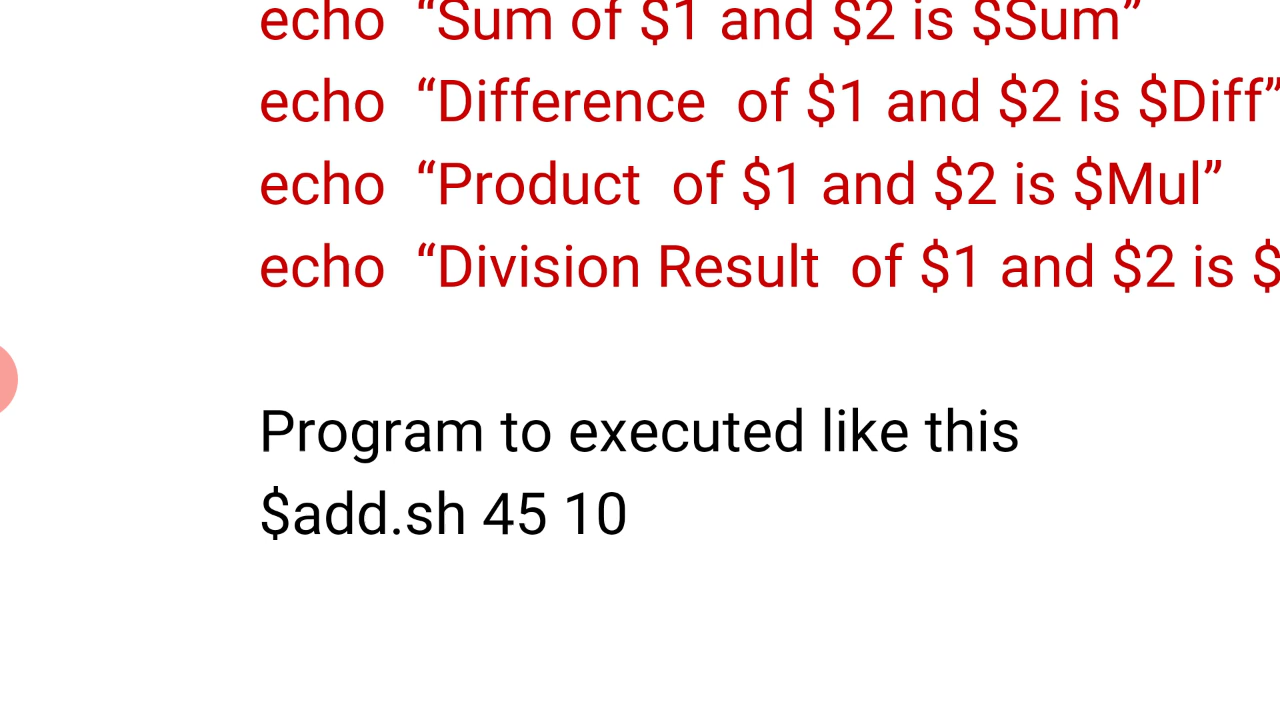 echo  “Sum of $1 and $2 is $Sum”
echo  “Difference  of $1 and $2 is $Diff”
echo  “Product  of $1 and $2 is $Mul”
echo  “Division Result  of $1 and $2 is $
Program to executed like this
$add.sh 45 10